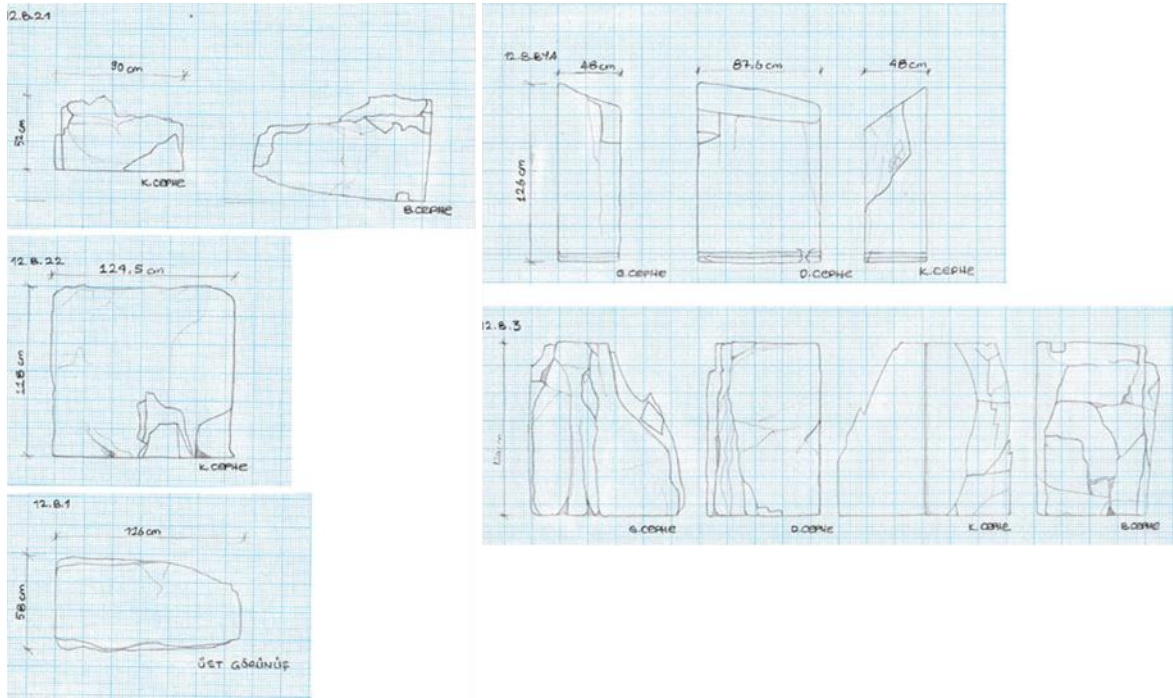 12.B.21
90 cm
K.CEPHE
B.CEPHE
12.B.22
124,5 cm
118 cm
K.CEPHE
12.B.1
126 cm
58 cm
ÜST GÖRÜNÜŞ
48 cm
87.6 cm
48 cm
126 cm
G.CEPHE
D.CEPHE
K.CEPHE
12.B.3
G.CEPHE
D.CEPHE
K.CEPHE
B.CEPHE